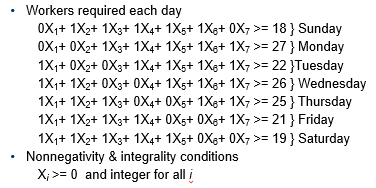 • Workers required each day
0X₁+ 1X₂+ 1X₃+ 1X₄+ 1X₅+ 1X₆+ 0X₇ >= 18 } Sunday
0X₁+ 0X₂+ 1X₃+ 1X₄+ 1X₅+ 1X₆+ 1X₇ >= 27 } Monday
1X₁+ 0X₂+ 0X₃+ 1X₄+ 1X₅+ 1X₆+ 1X₇ >= 22 }Tuesday
1X₁+ 1X₂+ 0X₃+ 0X₄+ 1X₅+ 1X₆+ 1X₇ >= 26 } Wednesday
1X₁+ 1X₂+ 1X₃+ 0X₄+ 0X₅+ 1X₆+ 1X₇ >= 25 } Thursday
1X₁+ 1X₂+ 1X₃+ 1X₄+ 0X₅+ 0X₆+ 1X₇ >= 21 } Friday
1X₁+ 1X₂+ 1X₃+ 1X₄+ 1X₅+ 0X₆+ 0X₇ >= 19 } Saturday
• Nonnegativity & integrality conditions
Xᵢ >= 0 and integer for all i